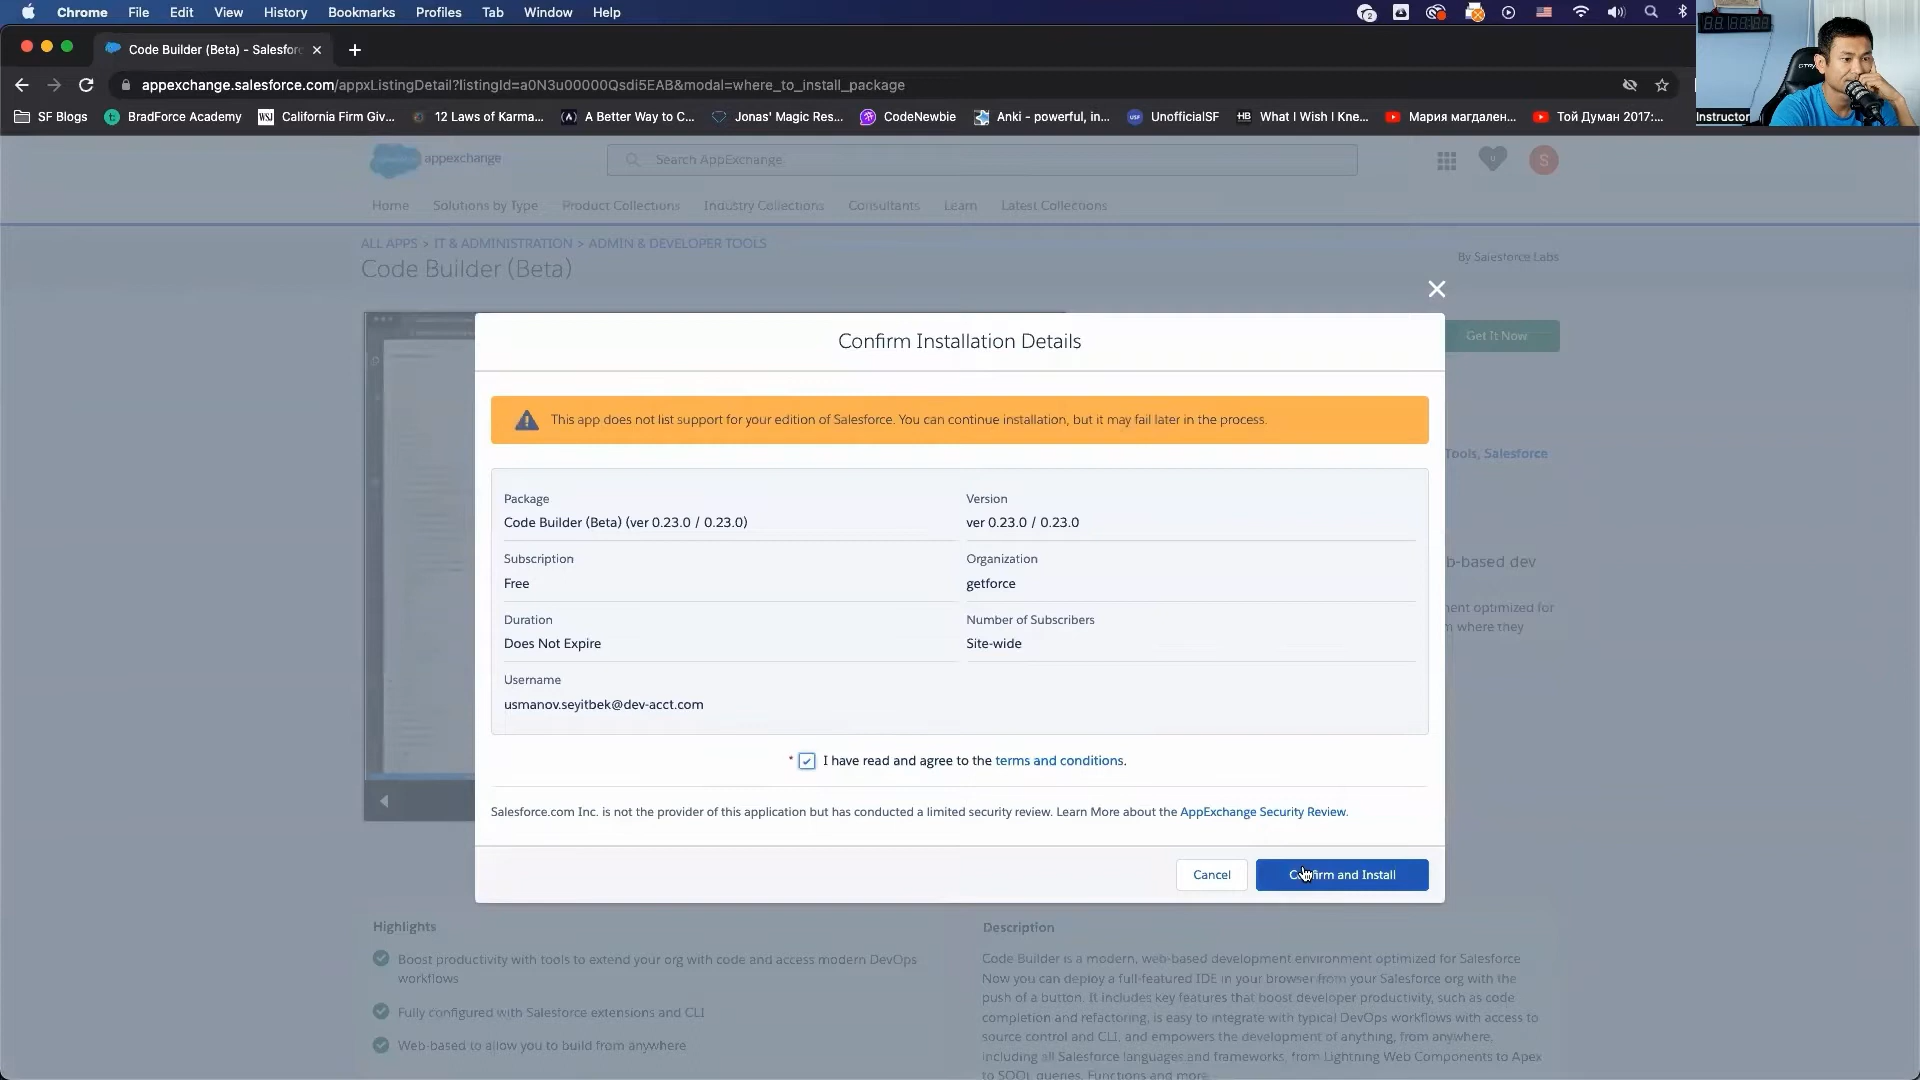 Chrome File Edit View History Bookmarks Profiles Tab Window Help
Code Builder (Beta) - Salesforc
appexchange.salesforce.com/appxListingDetail?listingId=a0N3u00000Qsdi5EAB&modal=where_to_install_package
SF Blogs BradForce Academy California Firm Giv... 12 Laws of Karma... A Better Way to C... Jonas' Magic Res... CodeNewbie Anki - powerful, in... UnofficialSF What I Wish I Kne... Мария магдален... Той Думан 2017:...
Instructor
appexchange Search AppExchange S
Home Solutions by Type Product Collections Industry Collections Consultants Learn Latest Collections
ALL APPS > IT & ADMINISTRATION > ADMIN & DEVELOPER TOOLS
Code Builder (Beta)
By Salesforce Labs
Get It Now
Confirm Installation Details
This app does not list support for your edition of Salesforce. You can continue installation, but it may fail later in the process.
Tools, Salesforce
Package
Code Builder (Beta) (ver 0.23.0 / 0.23.0)
Version
ver 0.23.0 / 0.23.0
Subscription
Free
Organization
getforce
b-based dev
Duration
Does Not Expire
Number of Subscribers
Site-wide
ent optimized for
m where they
Username
usmanov.seyitbek@dev-acct.com
* I have read and agree to the terms and conditions.
Salesforce.com Inc. is not the provider of this application but has conducted a limited security review. Learn More about the AppExchange Security Review.
Cancel
Confirm and Install
Highlights
Boost productivity with tools to extend your org with code and access modern DevOps
workflows
Fully configured with Salesforce extensions and CLI
Web-based to allow you to build from anywhere
Description
Code Builder is a modern, web-based development environment optimized for Salesforce
Now you can deploy a full-featured IDE in your browser from your Salesforce org with the
push of a button. It includes key features that boost developer productivity, such as code
completion and refactoring, is easy to integrate with typical DevOps workflows with access to
source control and CLI, and empowers the development of anything, from anywhere,
including all Salesforce languages and frameworks, from Lightning Web Components to Apex
to SOQL queries, Functions and more.